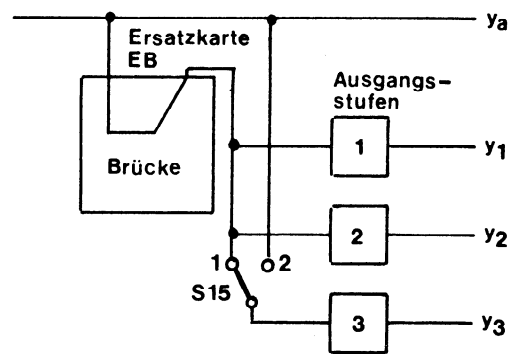 ya
Ersatzkarte
EB
Ausgangs-
stufen
1
y1
Brücke
2
y2
1
2
S15
3
y3